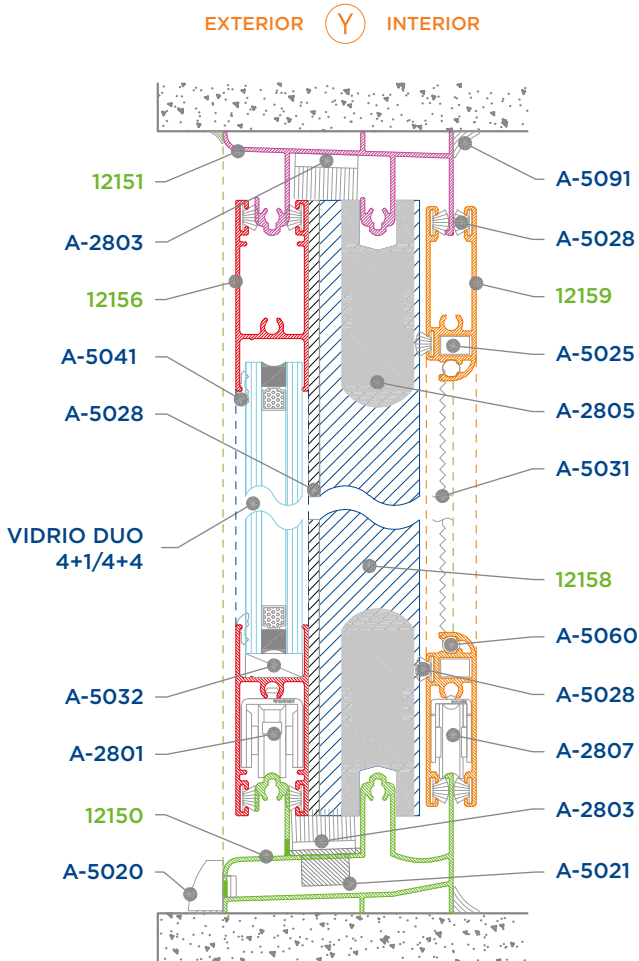 EXTERIOR Y INTERIOR
12151
A-2803
12156
A-5041
A-5028
VIDRIO DUO
4+1/4+4
A-5032
A-2801
12150
A-5020
A-5091
A-5028
12159
A-5025
A-2805
A-5031
12158
A-5060
A-5028
A-2807
A-2803
A-5021